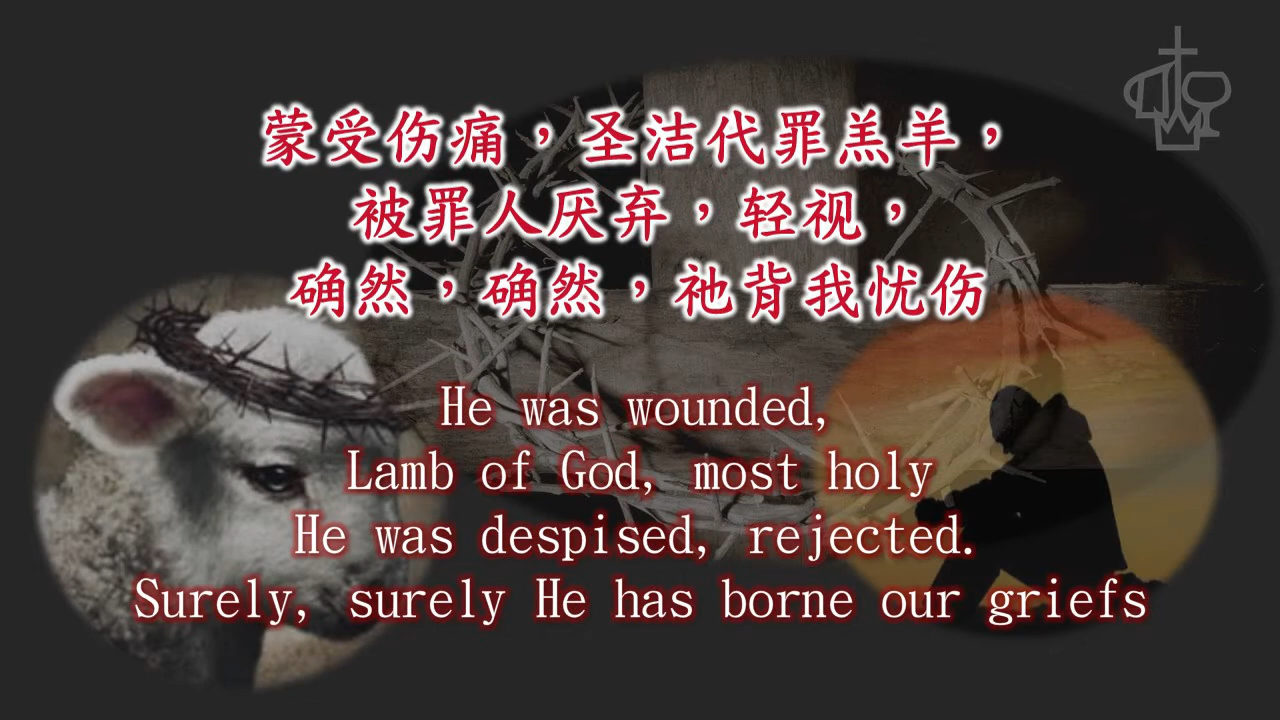 蒙受伤痛，圣洁代罪羔羊，
被罪人厌弃，轻视，
确然，确然，祂背我忧伤
He was wounded,
Lamb of God, most holy
He was despised, rejected.
Surely, surely He has borne our griefs